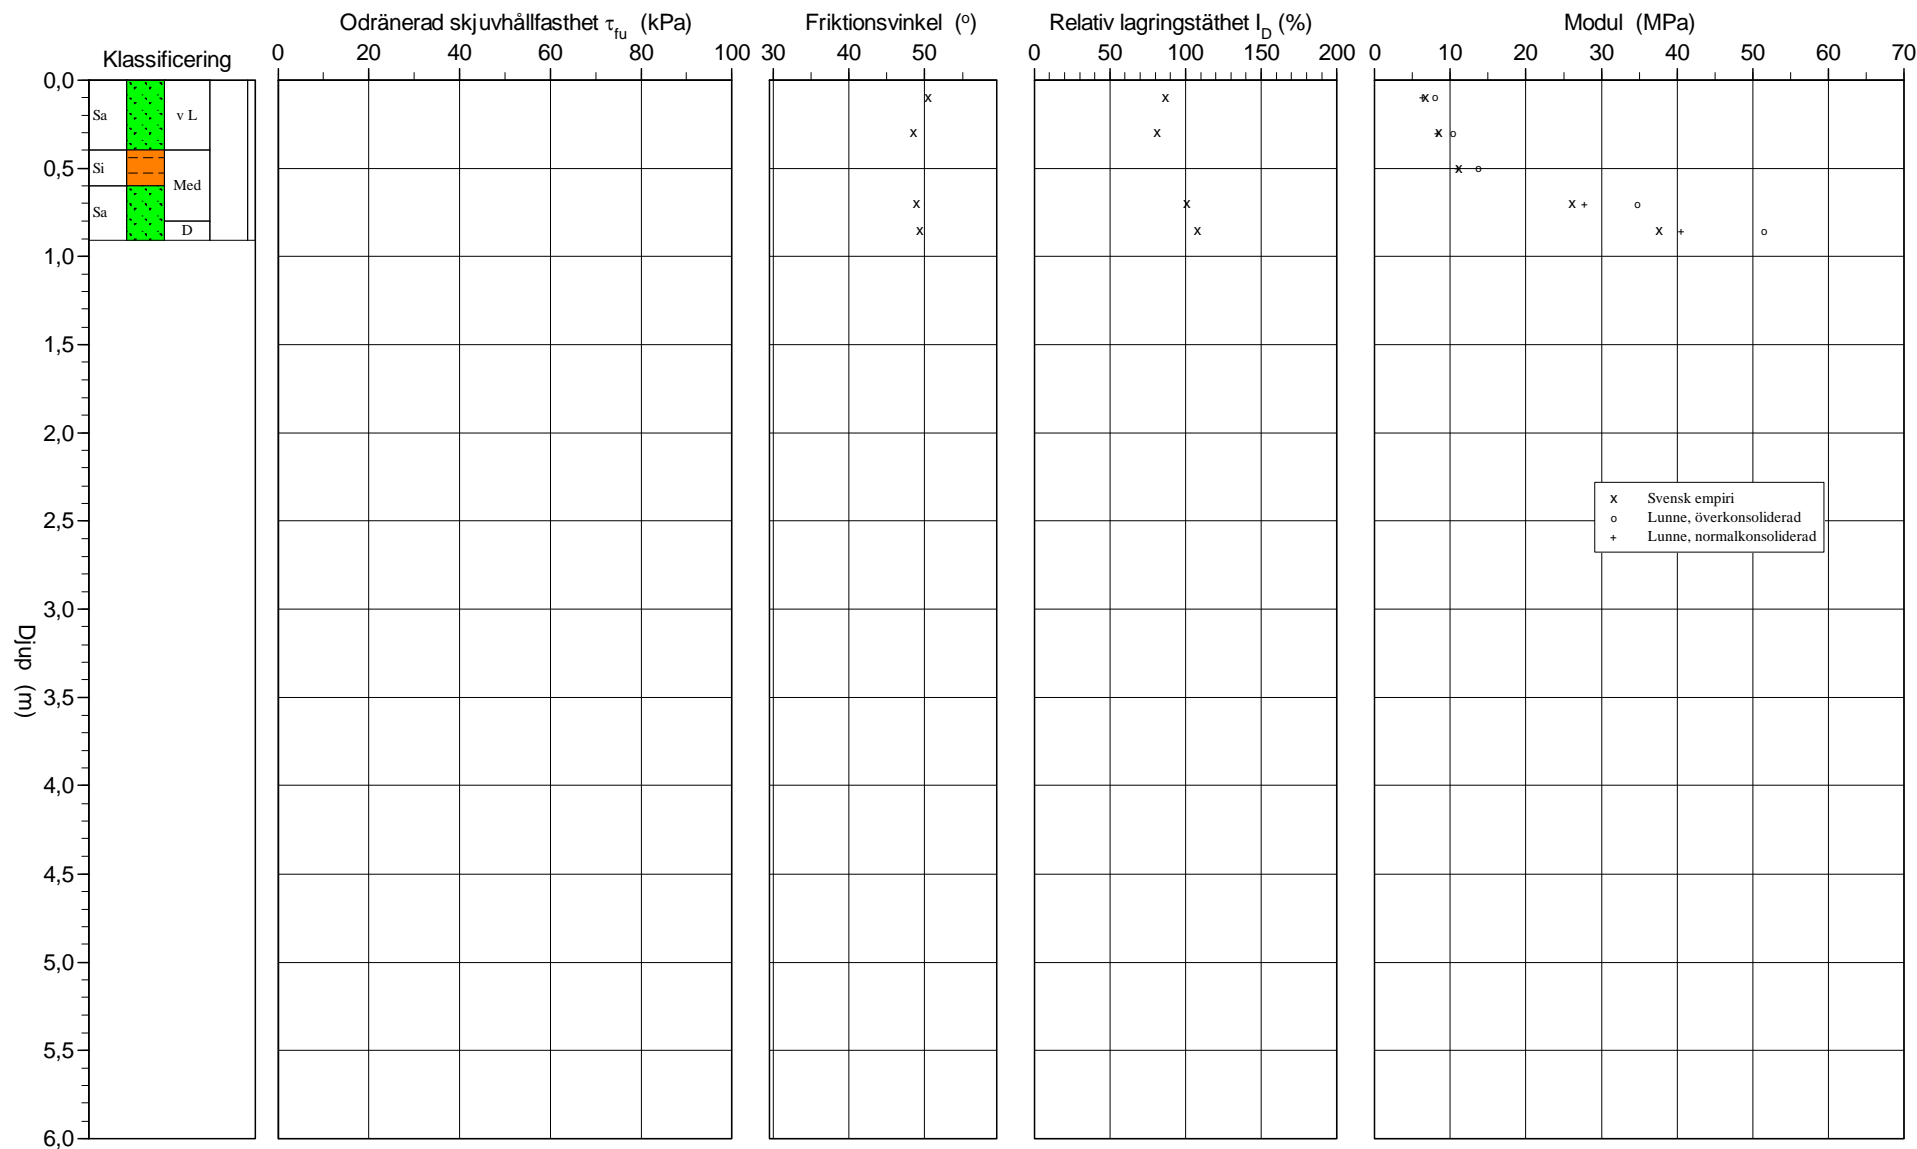 Odränerad skjuvhållfasthet τfu (kPa)
Friktionsvinkel (o)
Relativ lagringstäthet ID (%)
Modul (MPa)
Klassificering
0 20 40 60 80 100
30 40 50
0 50 100 150 200
0 10 20 30 40 50 60 70
0,0
Sa
v L
0,5
Si
Med
Sa
D
1,0
1,5
2,0
2,5
3,0
3,5
4,0
4,5
5,0
5,5
6,0
Djup (m)
x Svensk empiri
o Lunne, överkonsoliderad
+ Lunne, normalkonsoliderad